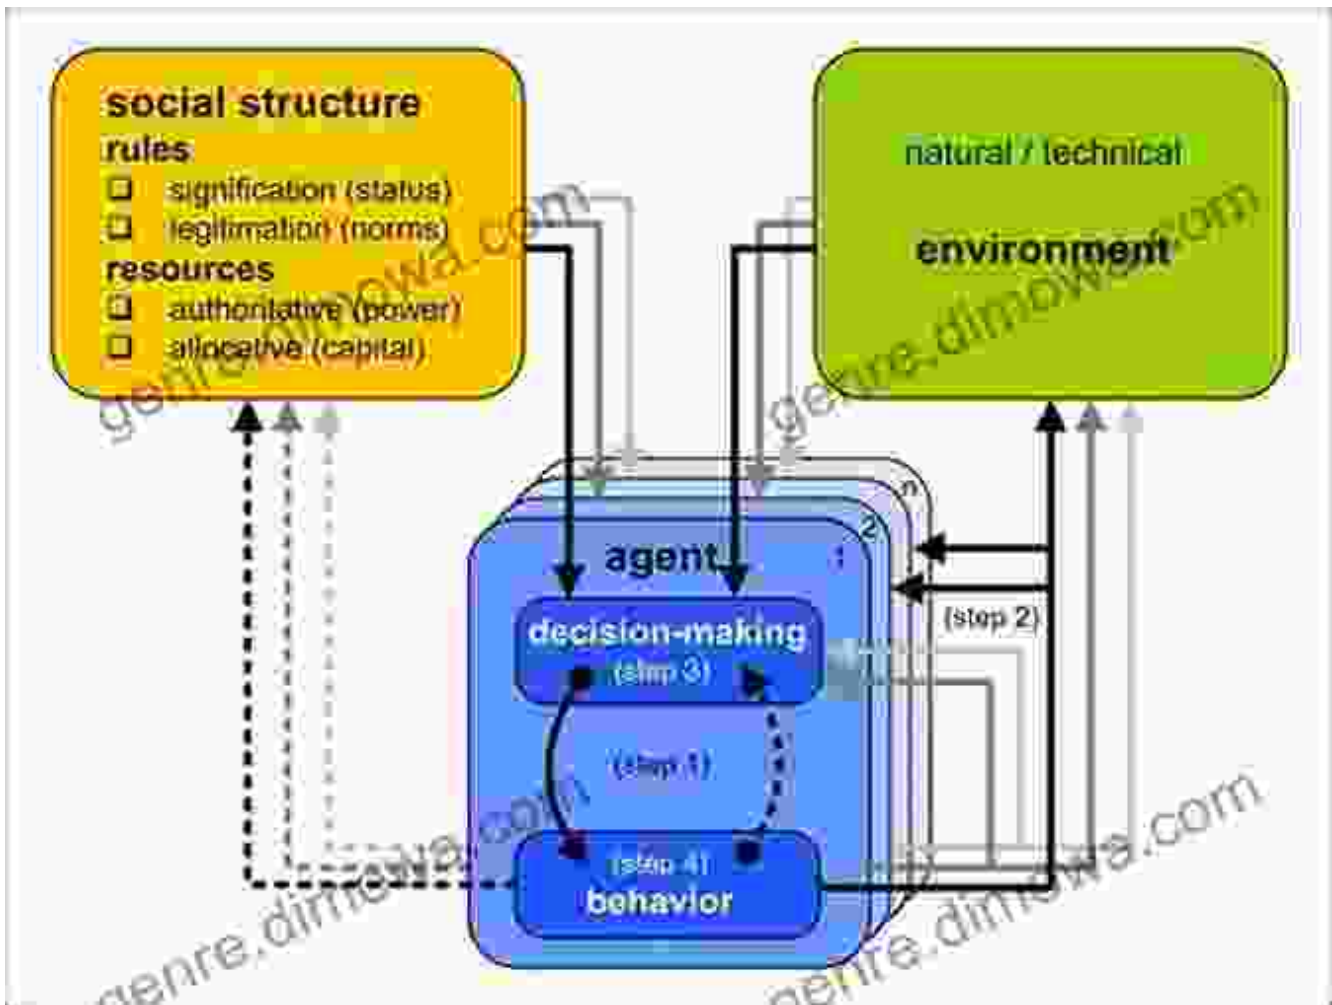 social structure
rules
❑ signification (status)
❑ legitimation (norms)
resources
❑ authoritative (power)
❑ allocative (capital)
natural / technical
environment
n
2
1
agent
decision-making
(step 3)
(step 2)
(step 1)
(step 4)
behavior
genre.dimowa.com
genre.dimowa.com
genre.dimowa.com
genre.dimowa.com